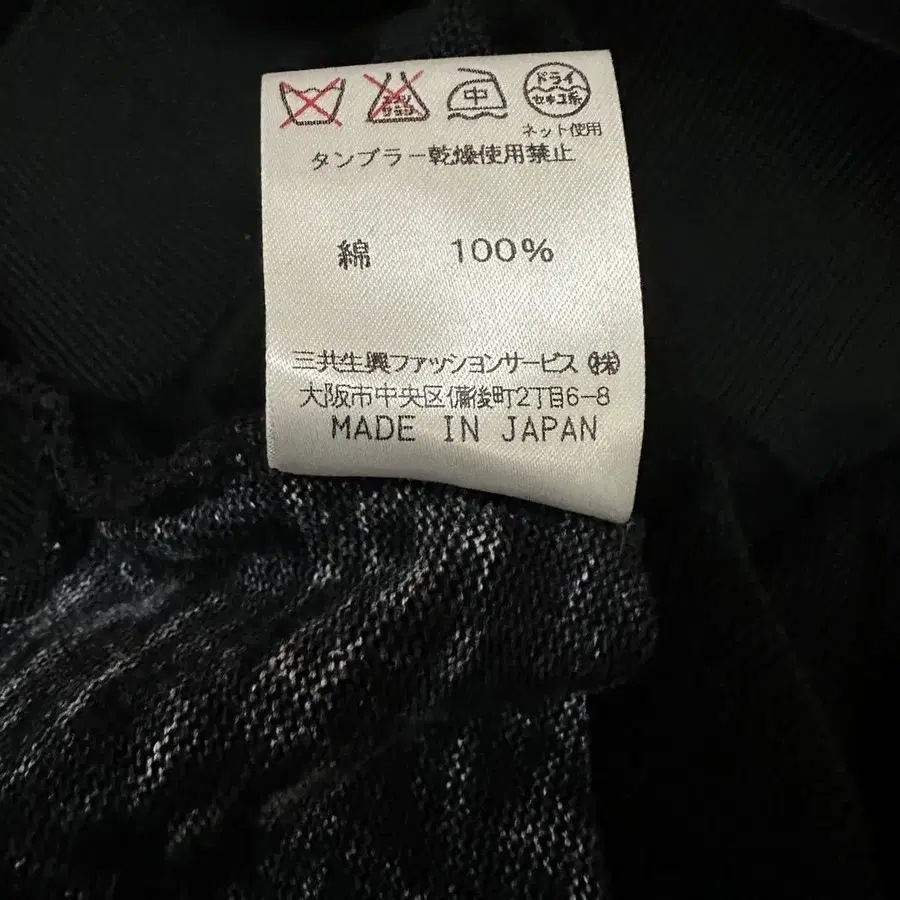 中 ドライ セキユ系
ネット使用
タンブラー乾燥使用禁止
綿 100%
三共生興ファッションサービス(株)
大阪市中央区備後町2丁目6-8
MADE IN JAPAN